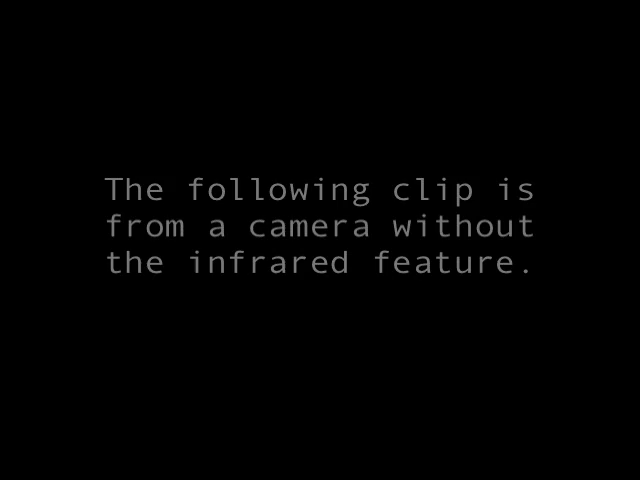 The following clip is
from a camera without
the infrared feature.